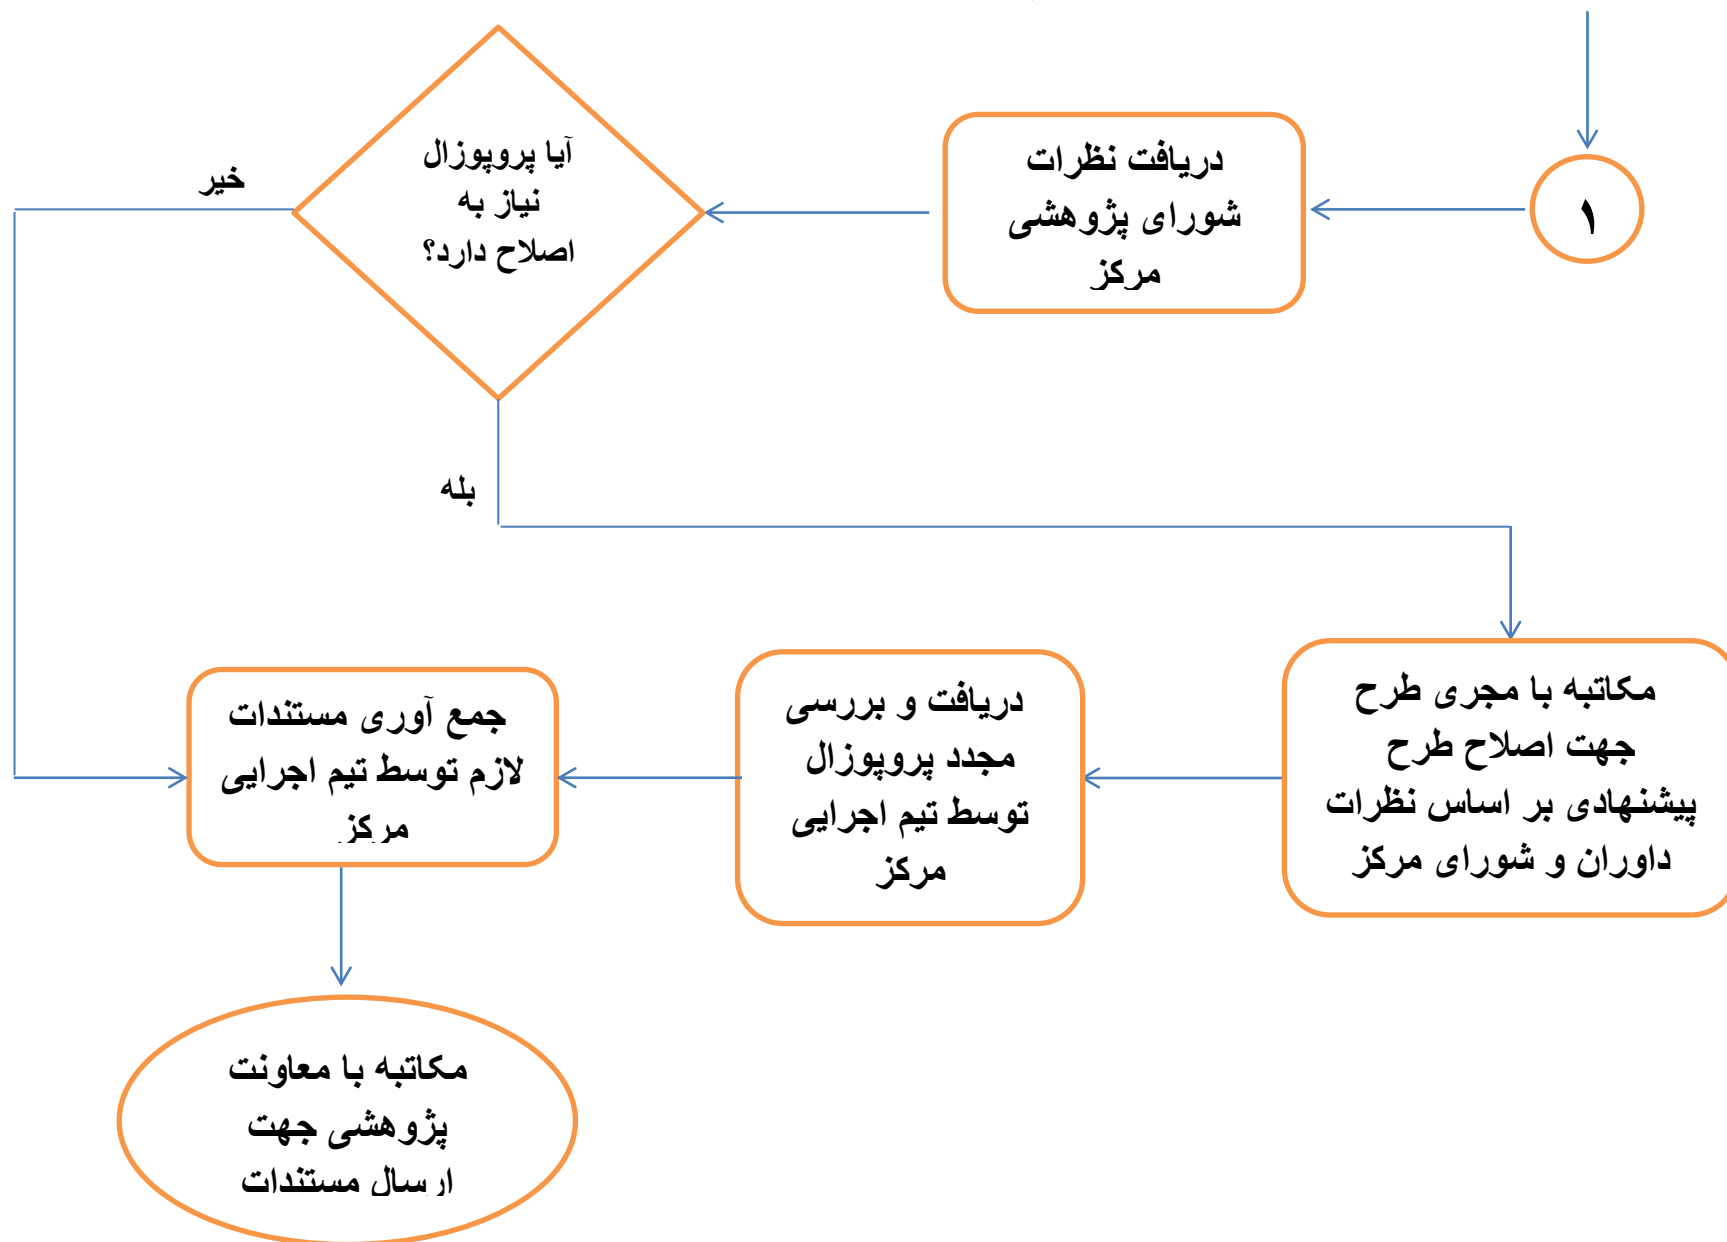 ۱
دریافت نظرات
شورای پژوهشی
مرکز
آیا پروپوزال
نیاز به
اصلاح دارد؟
خیر
بله
مکاتبه با مجری طرح
جهت اصلاح طرح
پیشنهادی بر اساس نظرات
داوران و شورای مرکز
دریافت و بررسی
مجدد پروپوزال
توسط تیم اجرایی
مرکز
جمع آوری مستندات
لازم توسط تیم اجرایی
مرکز
مکاتبه با معاونت
پژوهشی جهت
ارسال مستندات